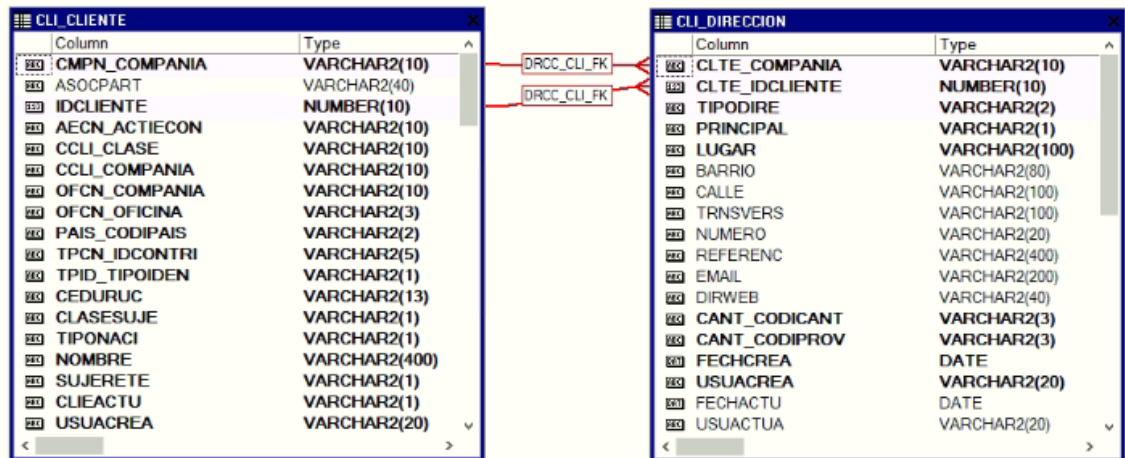 CLI_CLIENTE
Column Type
CMPN_COMPANIA VARCHAR2(10)
ASOCPART VARCHAR2(40)
IDCLIENTE NUMBER(10)
AECN_ACTIECON VARCHAR2(10)
CCLI_CLASE VARCHAR2(10)
CCLI_COMPANIA VARCHAR2(10)
OFCN_COMPANIA VARCHAR2(10)
OFCN_OFICINA VARCHAR2(3)
PAIS_CODIPAIS VARCHAR2(2)
TPCN_IDCONTRI VARCHAR2(5)
TPID_TIPOIDEN VARCHAR2(1)
CEDURUC VARCHAR2(13)
CLASESUJE VARCHAR2(1)
TIPONACI VARCHAR2(1)
NOMBRE VARCHAR2(400)
SUJERETE VARCHAR2(1)
CLIEACTU VARCHAR2(1)
USUACREA VARCHAR2(20)
DRCC_CLI_FK
DRCC_CLI_FK
CLI_DIRECCION
Column Type
CLTE_COMPANIA VARCHAR2(10)
CLTE_IDCLIENTE NUMBER(10)
TIPODIRE VARCHAR2(2)
PRINCIPAL VARCHAR2(1)
LUGAR VARCHAR2(100)
BARRIO VARCHAR2(80)
CALLE VARCHAR2(100)
TRNSVERS VARCHAR2(100)
NUMERO VARCHAR2(20)
REFERENC VARCHAR2(400)
EMAIL VARCHAR2(200)
DIRWEB VARCHAR2(40)
CANT_CODICANT VARCHAR2(3)
CANT_CODIPROV VARCHAR2(3)
FECHCREA DATE
USUACREA VARCHAR2(20)
FECHACTU DATE
USUACTUA VARCHAR2(20)